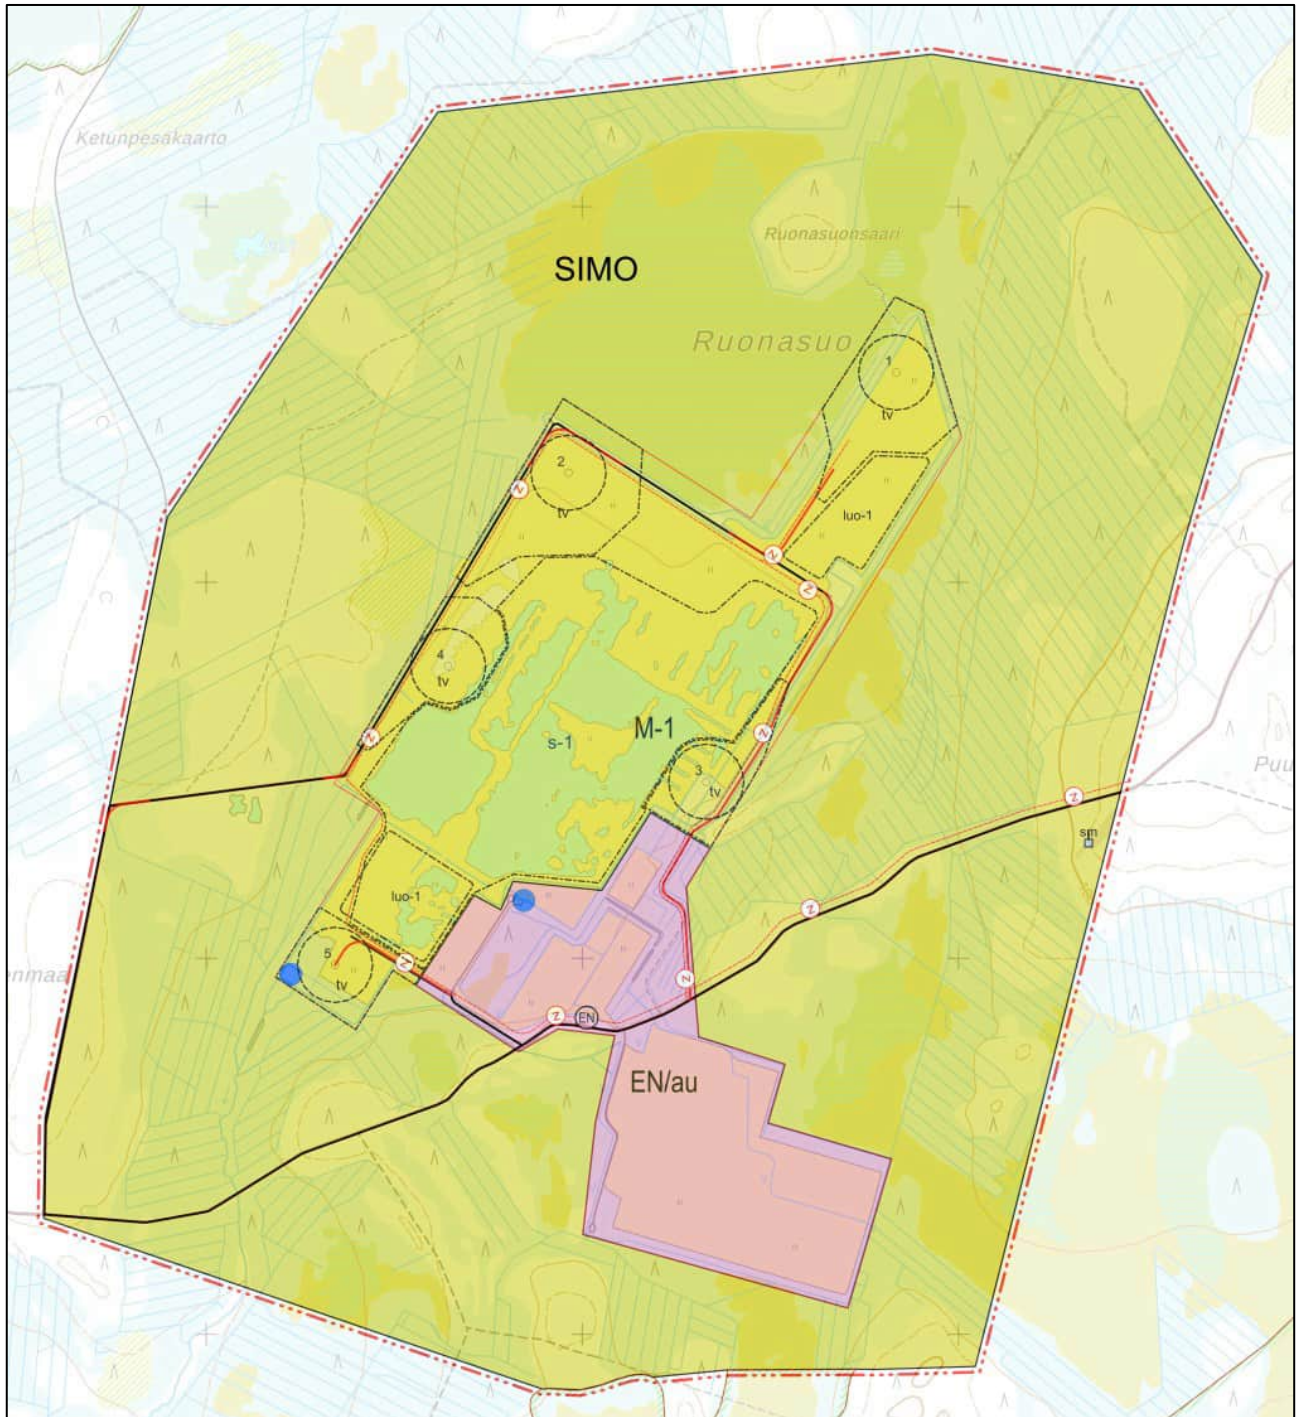 Ketunpesäkaarto
Ruonasuonsaari
SIMO
Ruonasuo
1
tv
2
tv
z
luo-1
z
z
4
tv
M-1
s-1
z
z
3
tv
Puu
z
sm
luo-1
z
5
tv
z
enmaa
z
z
EN
EN/au